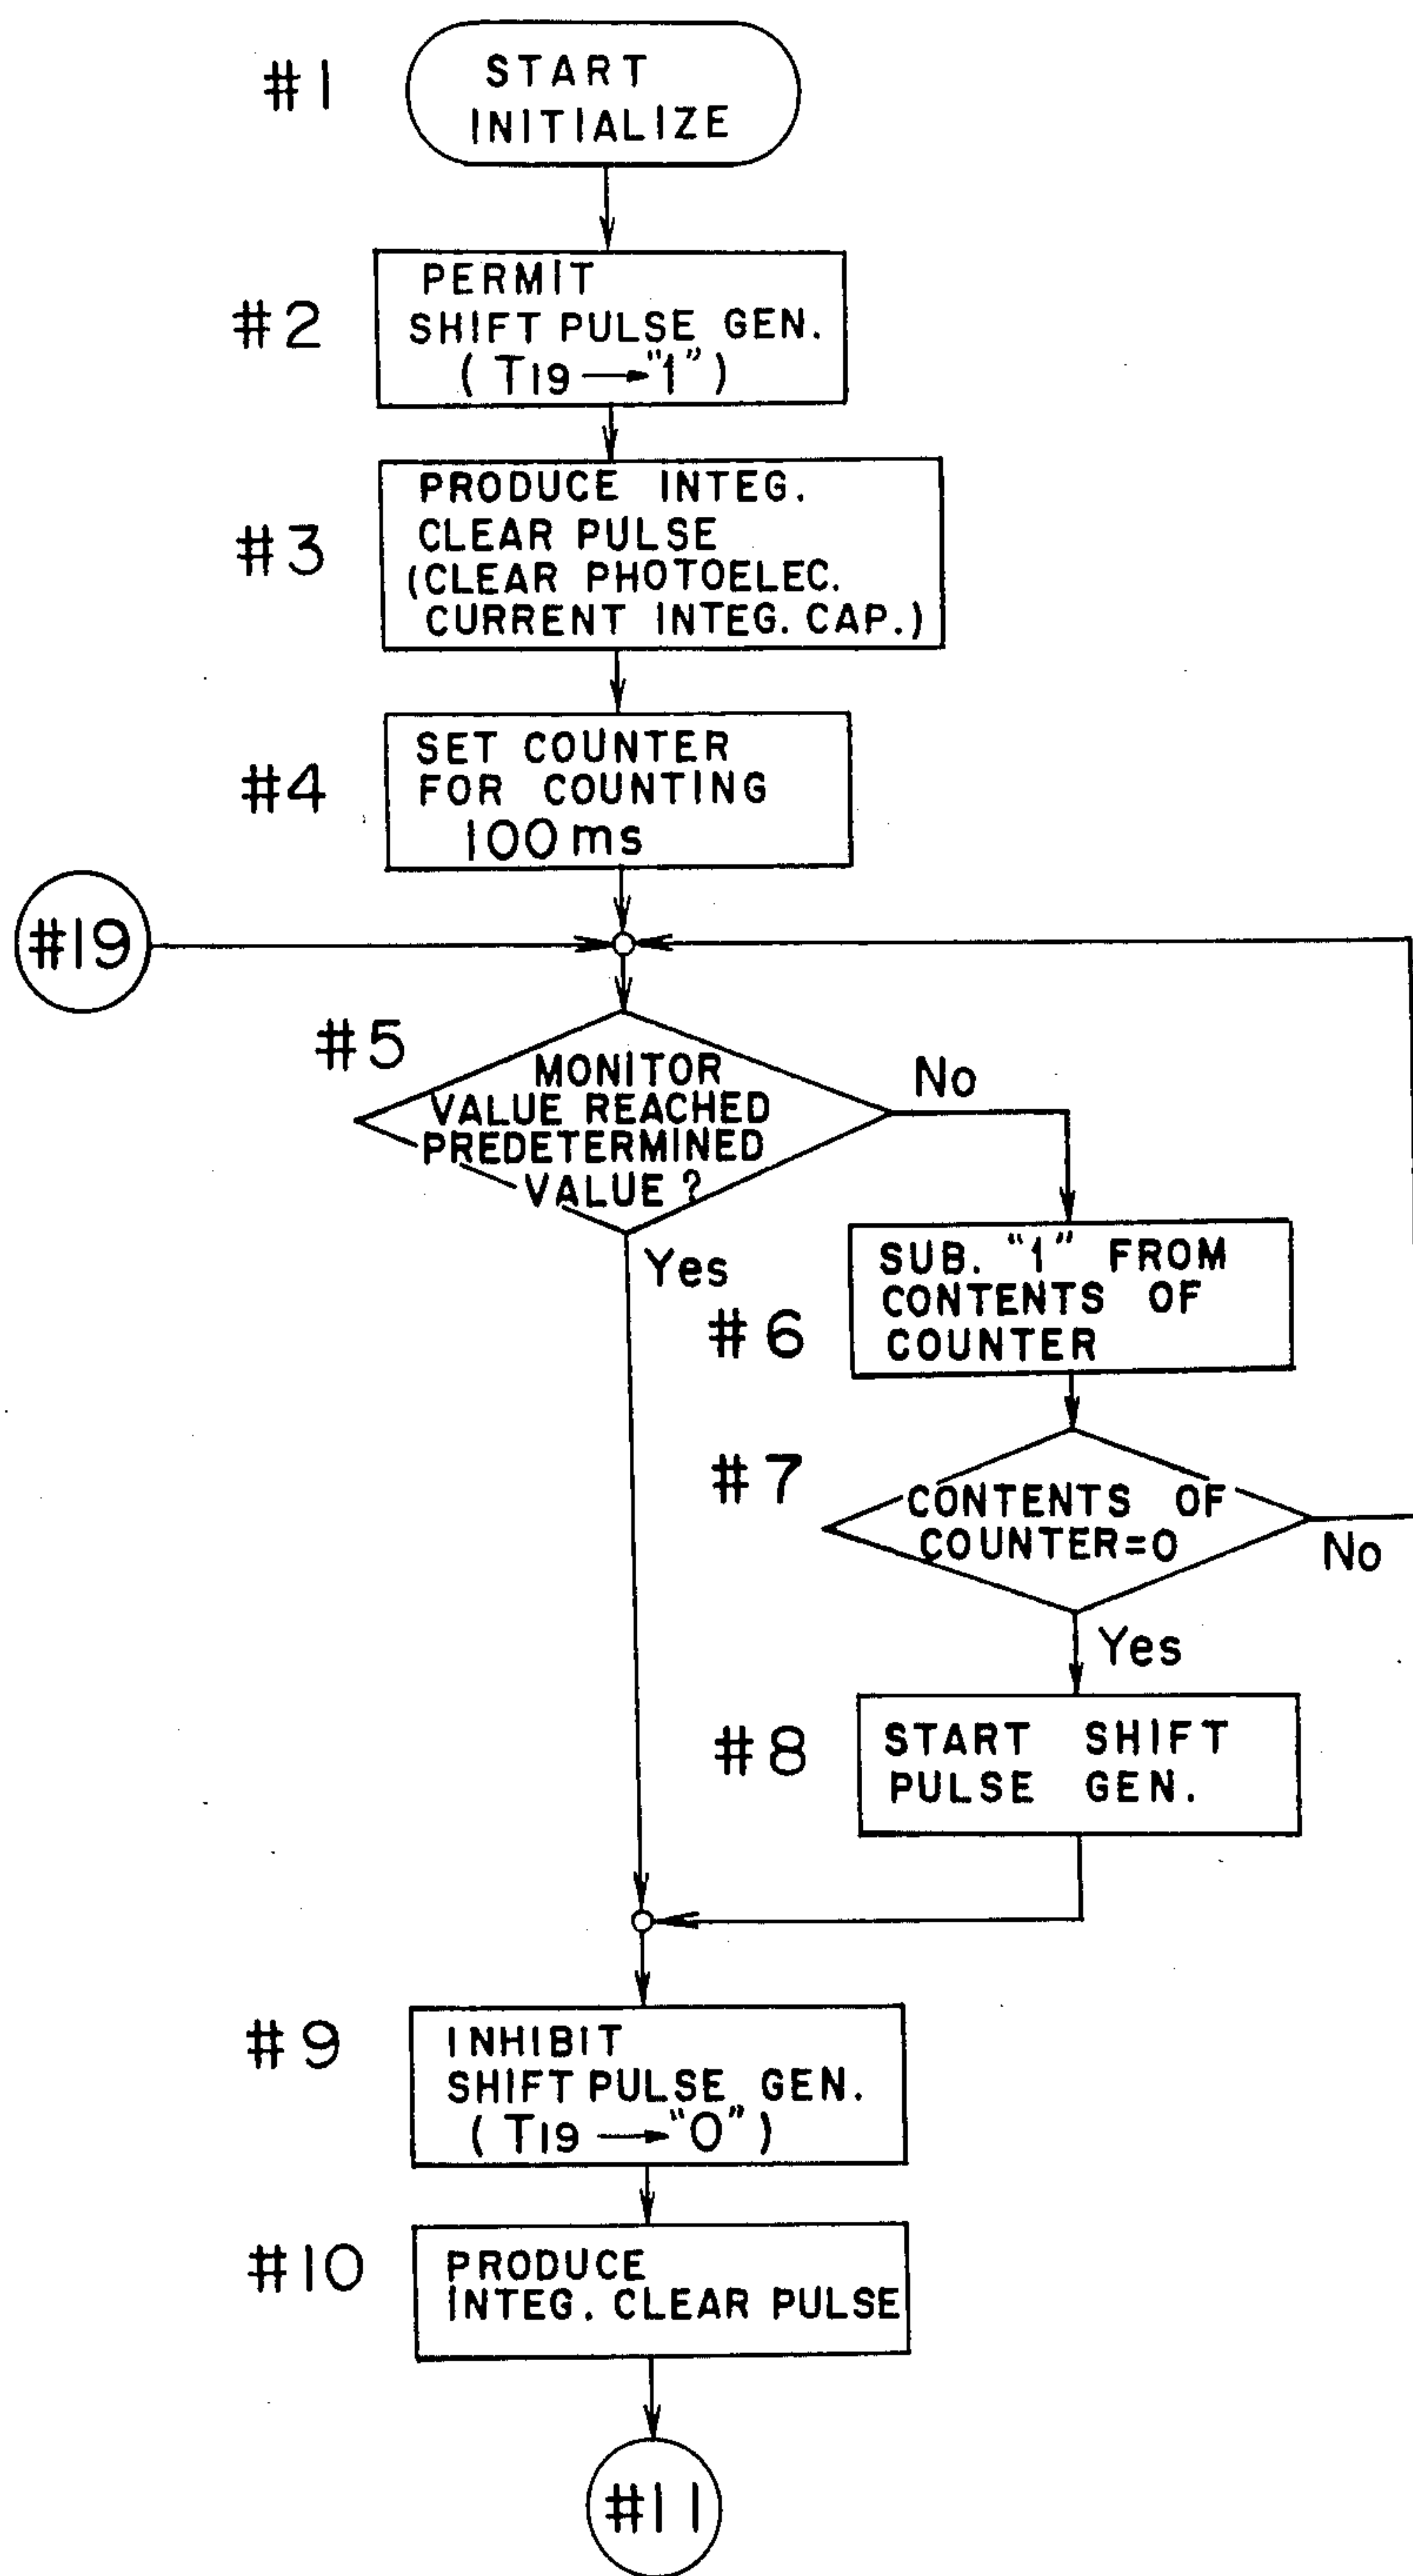 #1
START
INITIALIZE
#2
PERMIT
SHIFT PULSE GEN.
( T19 → "1" )
#3
PRODUCE INTEG.
CLEAR PULSE
(CLEAR PHOTOELEC.
CURRENT INTEG. CAP.)
#4
SET COUNTER
FOR COUNTING
100ms
#19
#5
MONITOR
VALUE REACHED
PREDETERMINED
VALUE ?
No
Yes
#6
SUB. "1" FROM
CONTENTS OF
COUNTER
#7
CONTENTS OF
COUNTER=0
No
Yes
#8
START SHIFT
PULSE GEN.
#9
INHIBIT
SHIFT PULSE GEN.
( T19 → "0" )
#10
PRODUCE
INTEG. CLEAR PULSE
#11